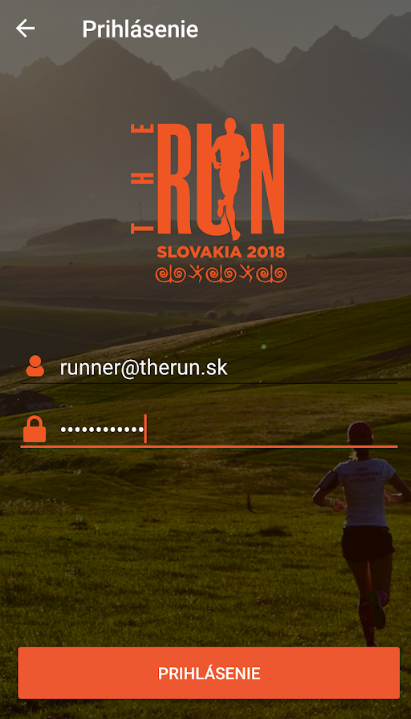 Prihlásenie
THE
RUN
SLOVAKIA 2018
runner@therun.sk
••••••••••••
PRIHLÁSENIE